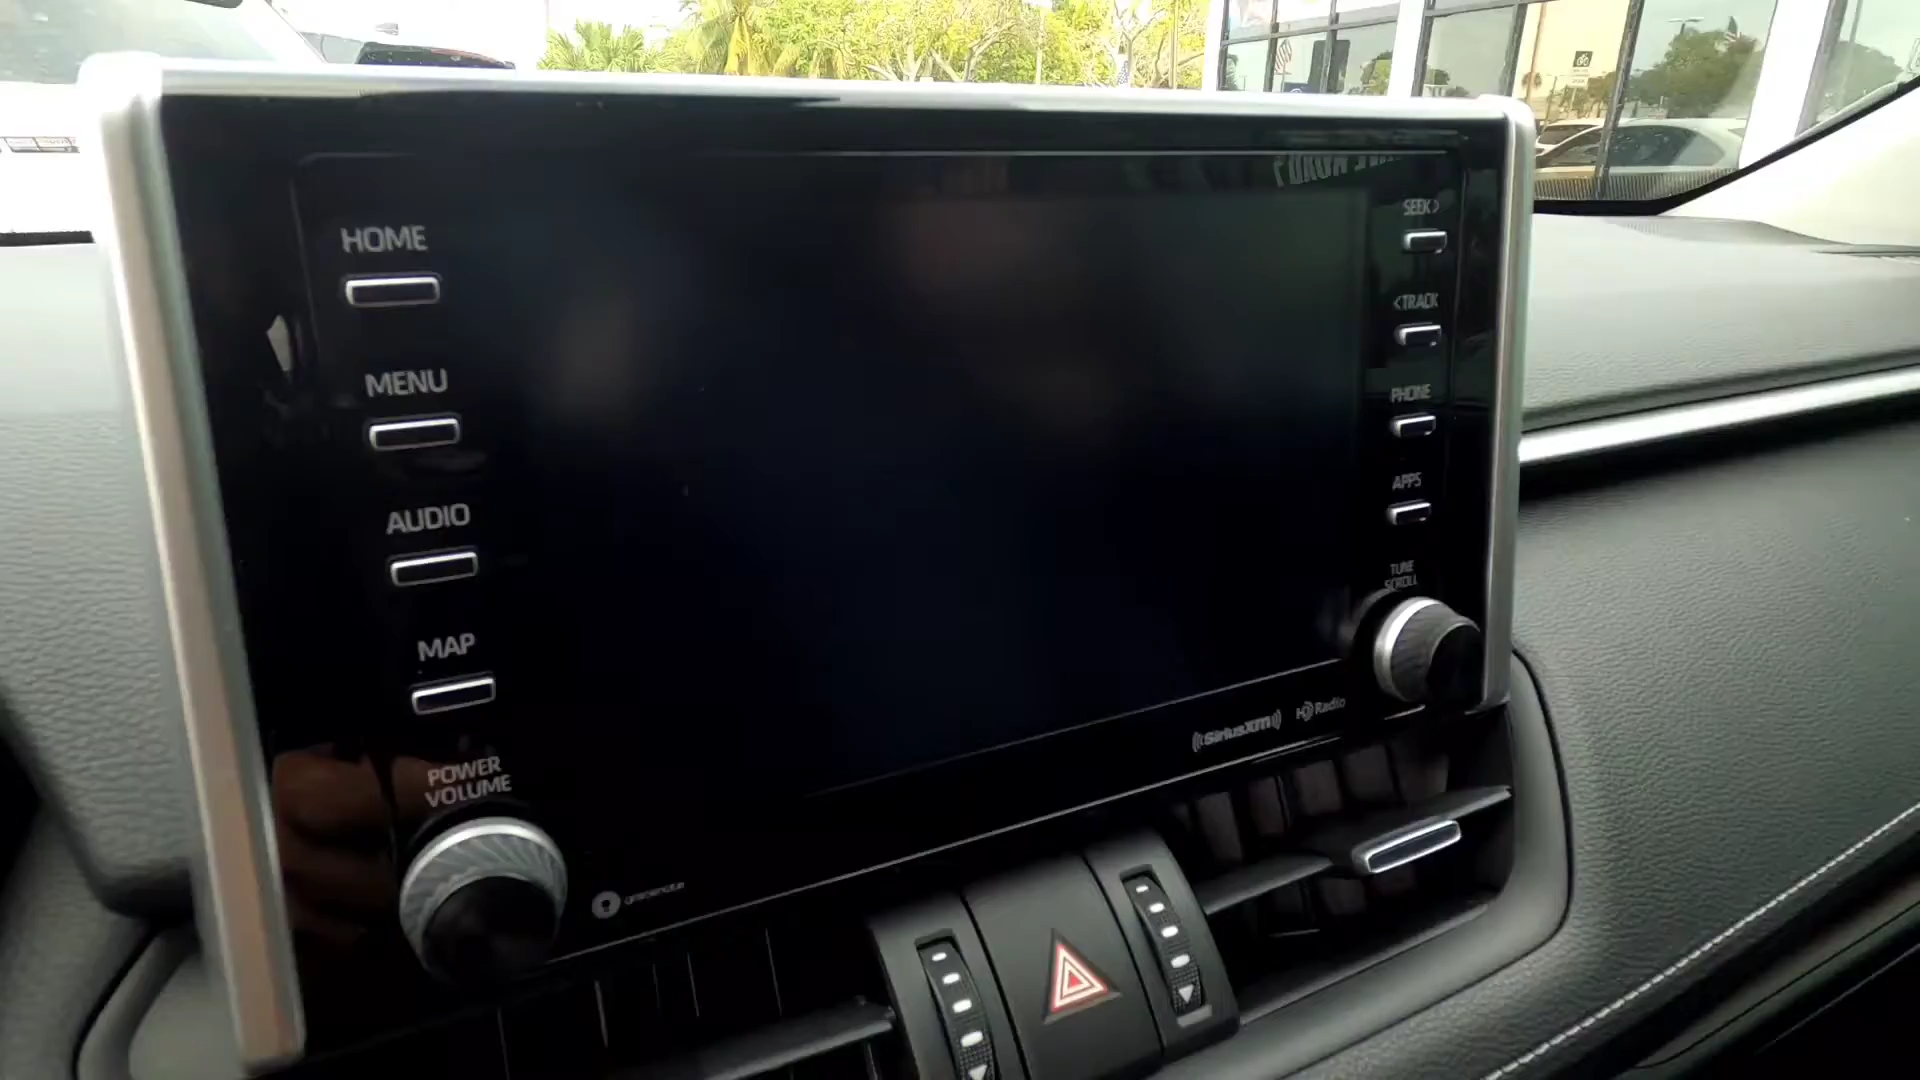 HOME
MENU
AUDIO
MAP
POWER
VOLUME
SEEK>
<TRACK
PHONE
APPS
TUNE
SCROLL
SiriusXM
HD Radio